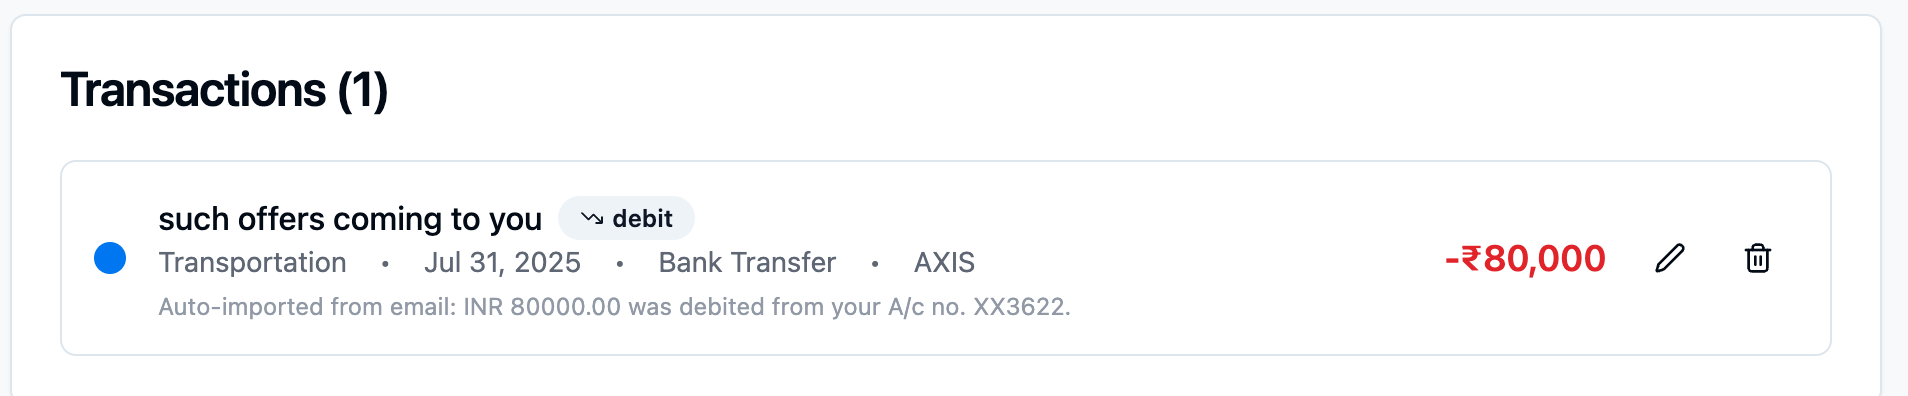 Transactions (1)
such offers coming to you debit
Transportation • Jul 31, 2025 • Bank Transfer • AXIS
-₹80,000
Auto-imported from email: INR 80000.00 was debited from your A/c no. XX3622.